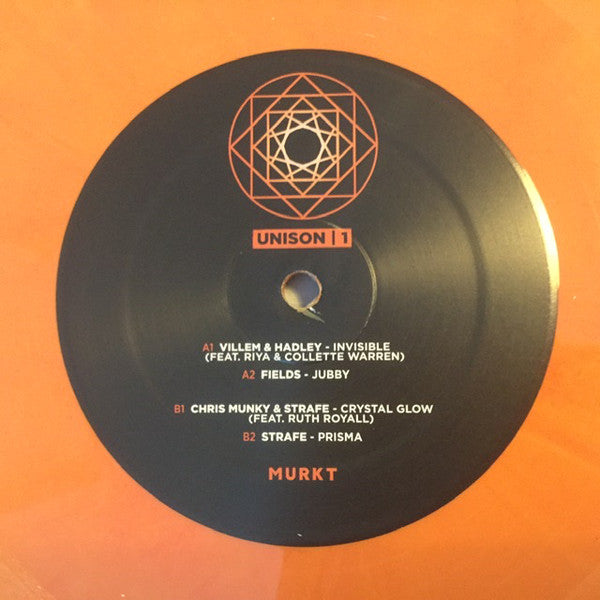 UNISON | 1
A1 VILLEM & HADLEY - INVISIBLE
(FEAT. RIYA & COLLETTE WARREN)
A2 FIELDS - JUBBY
B1 CHRIS MUNKY & STRAFE - CRYSTAL GLOW
(FEAT. RUTH ROYALL)
B2 STRAFE - PRISMA
MURKT